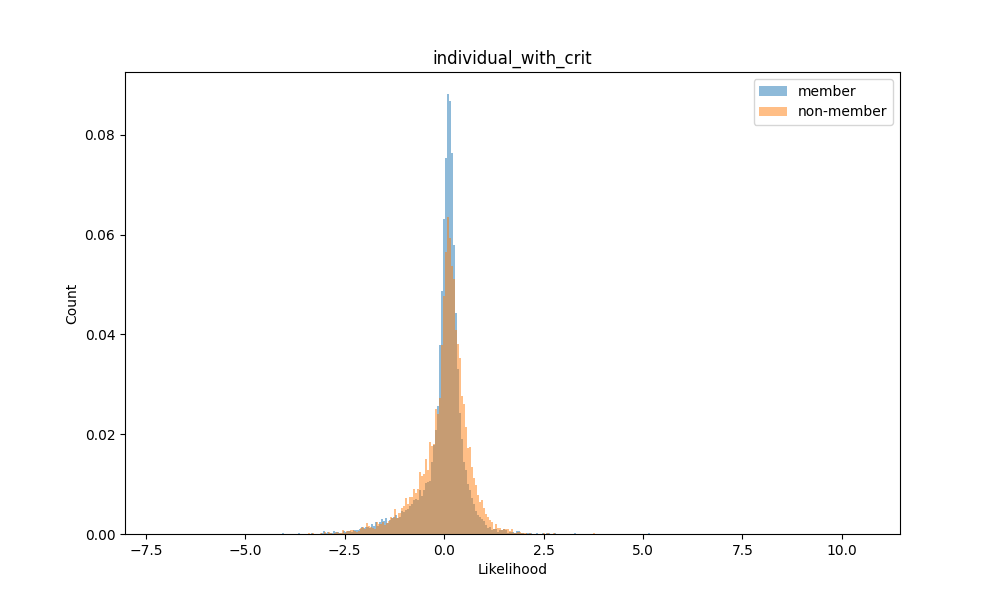 individual_with_crit
member
non-member
0.08
0.06
0.04
0.02
0.00
Count
−7.5 −5.0 −2.5 0.0 2.5 5.0 7.5 10.0
Likelihood